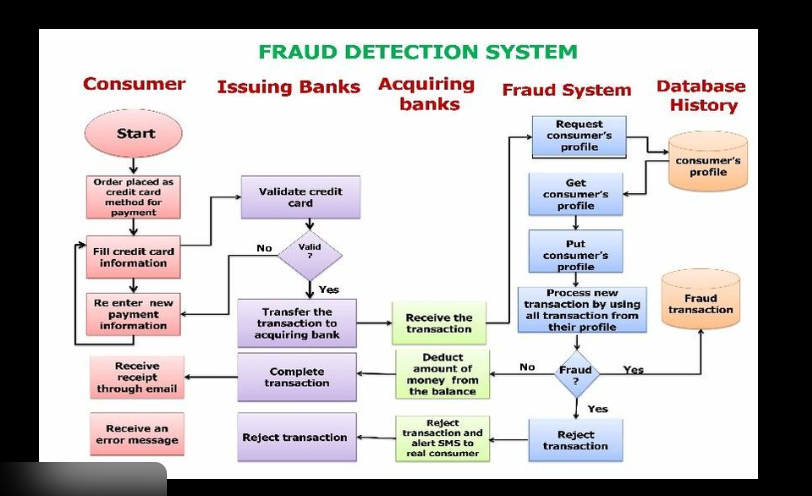 FRAUD DETECTION SYSTEM
Consumer
Issuing Banks
Acquiring
banks
Fraud System
Database
History
Start
Order placed as
credit card
method for
payment
Fill credit card
information
Re enter new
payment
information
Receive
receipt
through email
Receive an
error message
Validate credit
card
Valid
?
No
Yes
Transfer the
transaction to
acquiring bank
Complete
transaction
Reject transaction
Receive the
transaction
Deduct
amount of
money from
the balance
Reject
transaction and
alert SMS to
real consumer
Request
consumer's
profile
Get
consumer's
profile
Put
consumer's
profile
Process new
transaction by using
all transaction from
their profile
Fraud
?
No
Yes
Yes
Reject
transaction
consumer's
profile
Fraud
transaction